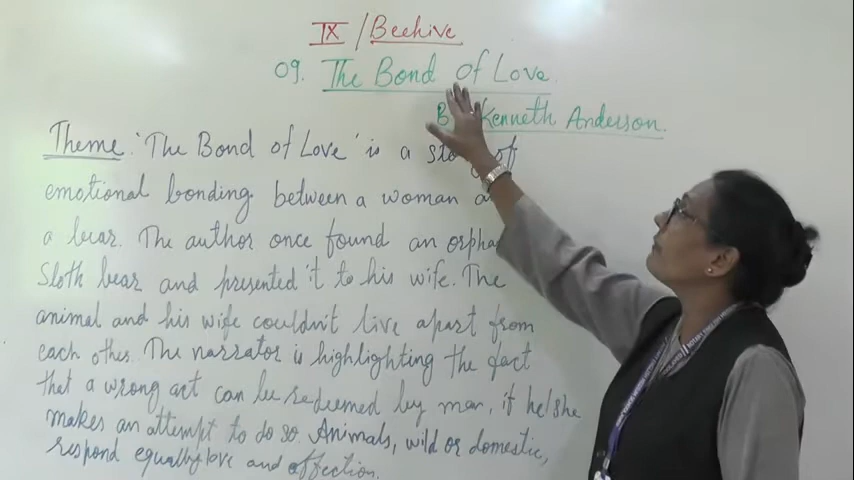 IX / Beehive
09. The Bond of Love.
B Kenneth Anderson.
Theme: 'The Bond of Love' is a sto of
emotional bonding between a woman a
a bear. The author once found an orpha
Sloth bear and presented it to his wife. The
animal and his wife couldn't live apart from
each other. The narrator is highlighting the fact
that a wrong act can be redeemed by man, if he/she
makes an attempt to do so. Animals, wild or domestic,
respond equally love and affection.